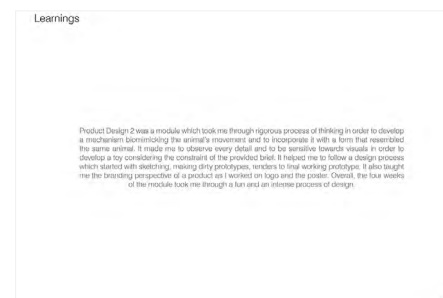 Learnings
Product Design 2 was a module which took me through rigorous process of thinking in order to develop
a mechanism biomimicking the animal's movement and to incorporate it with a form that resembled
the same animal. It made me to observe every detail and to be sensitive towards visuals in order to
develop a toy considering the constraint of the provided brief. It helped me to follow a design process
which started with sketching, making dirty prototypes, renders to final working prototype. It also taught
me the branding perspective of a product as I worked on logo and the poster. Overall, the four weeks
of the module took me through a fun and an intense process of design